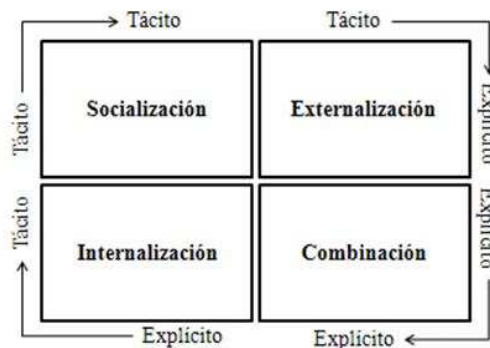 Tácito Tácito
Tácito
Socialización Externalización
Explícito
Tácito
Internalización Combinación
Explícito
Explícito Explícito